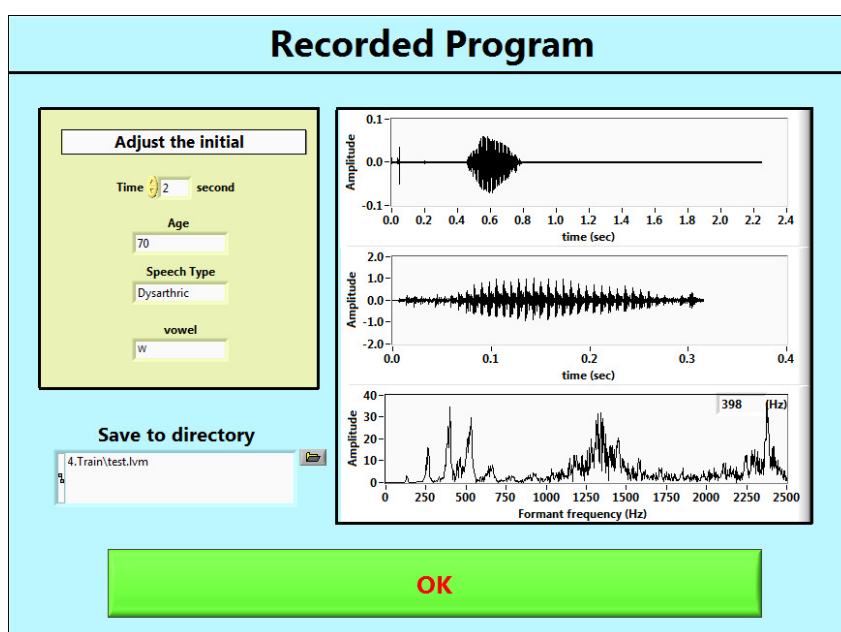 Recorded Program
Adjust the initial
Time 2 second
Age
70
Speech Type
Dysarthric
vowel
w
Save to directory
4.Train\test.lvm
Amplitude
0.1
0.0
-0.1
0.0 0.2 0.4 0.6 0.8 1.0 1.2 1.4 1.6 1.8 2.0 2.2 2.4
time (sec)
Amplitude
2.0
1.0
0.0
-1.0
-2.0
0.0 0.1 0.2 0.3 0.4
time (sec)
398 (Hz)
Amplitude
40
30
20
10
0
0 250 500 750 1000 1250 1500 1750 2000 2250 2500
Formant frequency (Hz)
OK